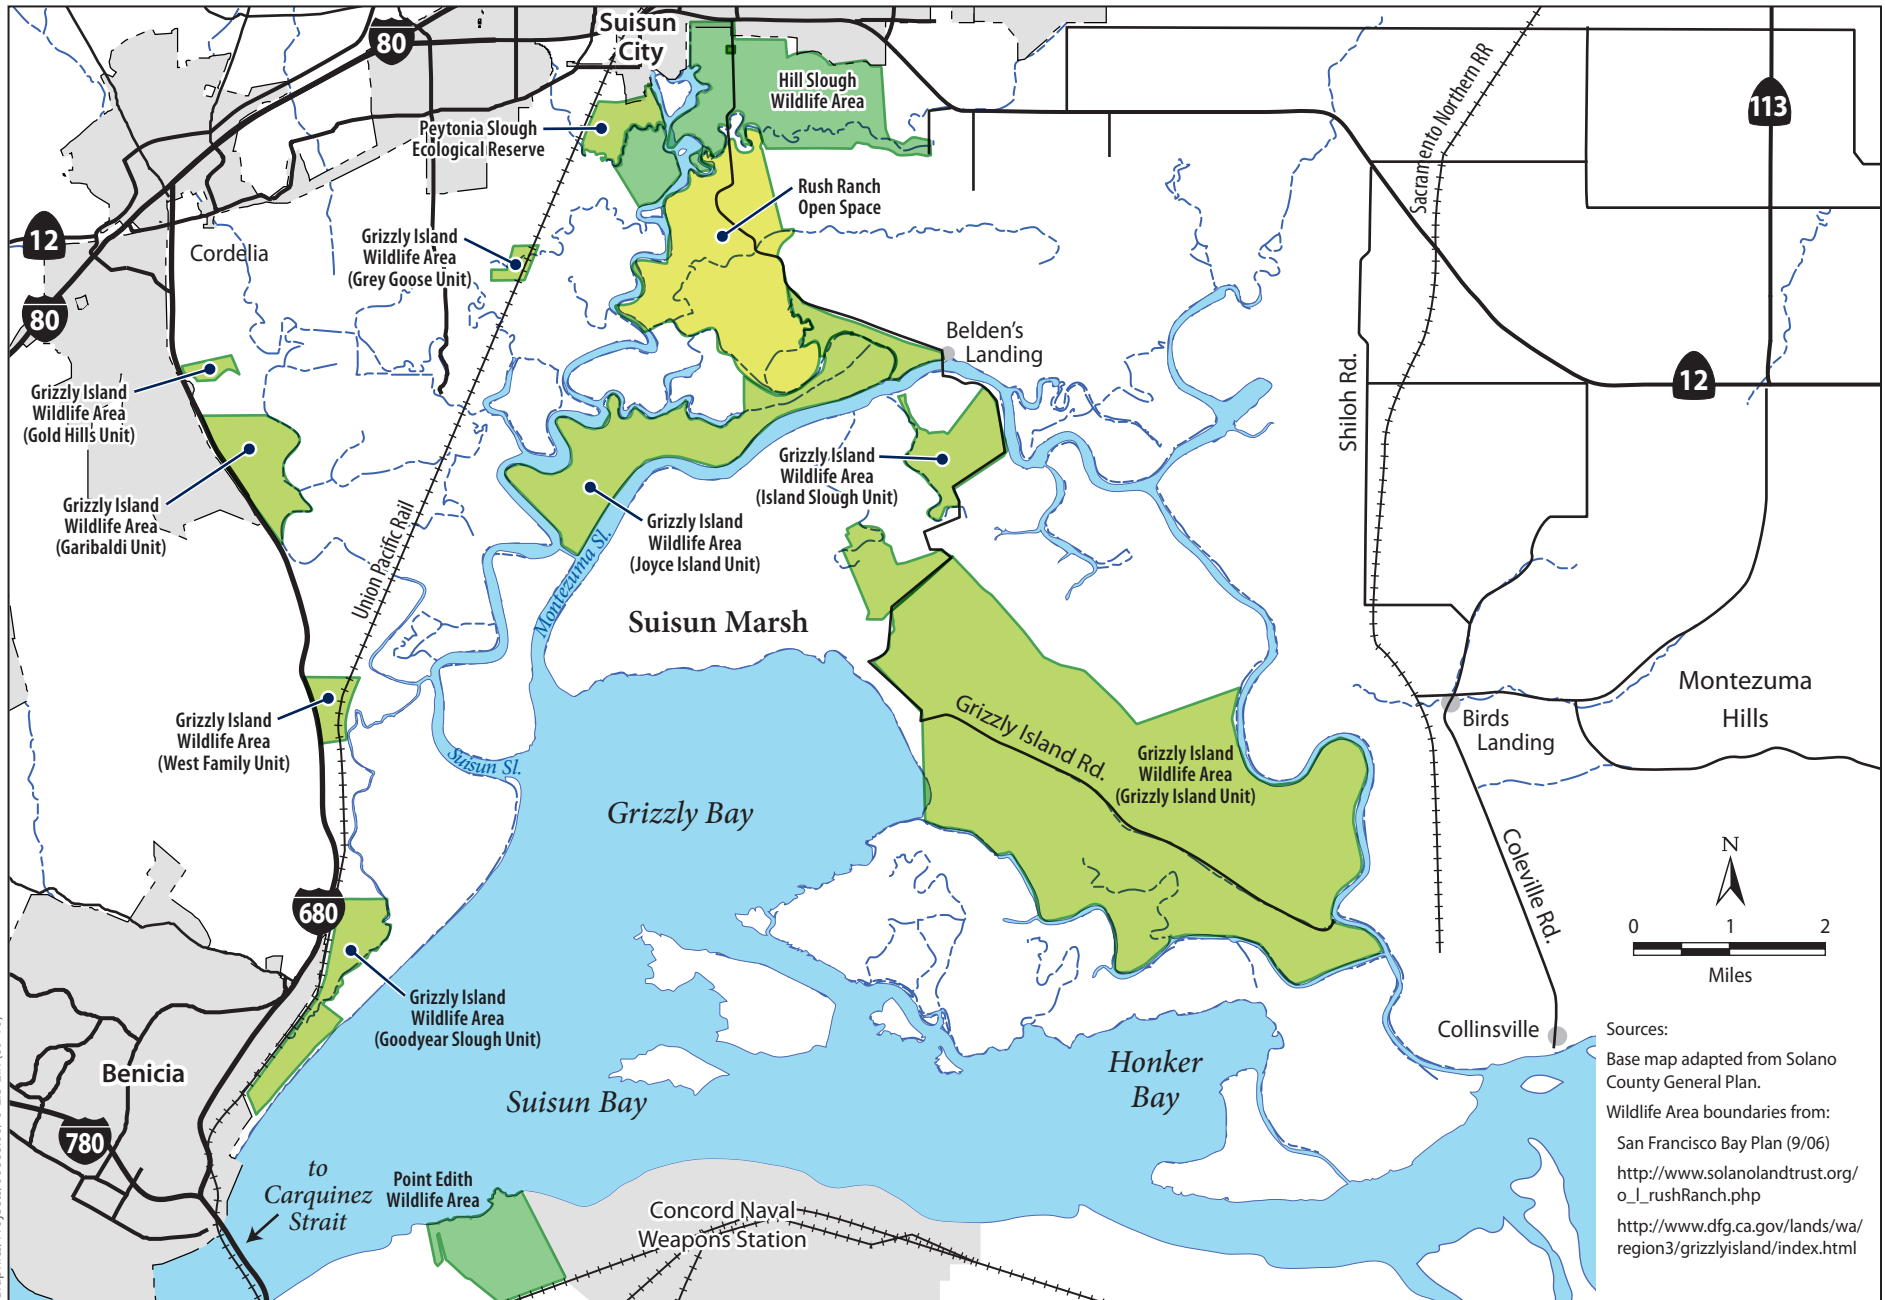 Suisun
City
80
Hill Slough
Wildlife Area
113
Sacramento Northern RR
Peytonia Slough
Ecological Reserve
Rush Ranch
Open Space
12
Cordelia
Grizzly Island
Wildlife Area
(Grey Goose Unit)
80
Belden's
Landing
Grizzly Island
Wildlife Area
(Gold Hills Unit)
Shiloh Rd.
12
Grizzly Island
Wildlife Area
(Island Slough Unit)
Grizzly Island
Wildlife Area
(Garibaldi Unit)
Grizzly Island
Wildlife Area
(Joyce Island Unit)
Union Pacific Rail
Montezuma Sl.
Suisun Marsh
Grizzly Island
Wildlife Area
(West Family Unit)
Suisun Sl.
Grizzly Island Rd.
Grizzly Island
Wildlife Area
(Grizzly Island Unit)
Birds
Landing
Montezuma
Hills
Grizzly Bay
Coleville Rd.
N
0 1 2
Miles
680
Grizzly Island
Wildlife Area
(Goodyear Slough Unit)
Benicia
Suisun Bay
Honker
Bay
Collinsville
780
to
Carquinez
Strait
Point Edith
Wildlife Area
Concord Naval
Weapons Station
Sources:
Base map adapted from Solano
County General Plan.
Wildlife Area boundaries from:
San Francisco Bay Plan (9/06)
http://www.solanolandtrust.org/
o_l_rushRanch.php
http://www.dfg.ca.gov/lands/wa/
region3/grizzlyisland/index.html